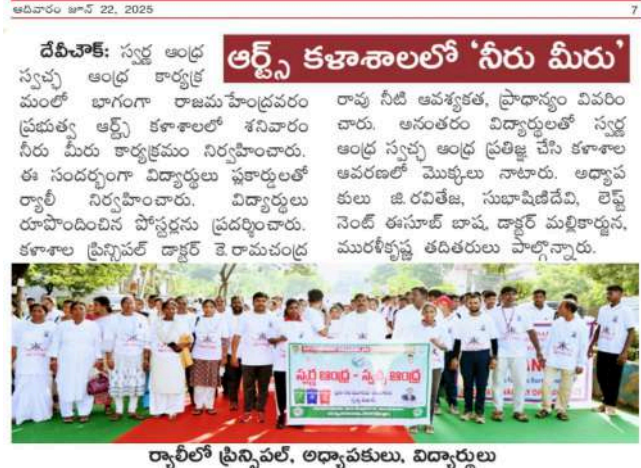 ఆదివారం జూన్ 22, 2025
7
ఆర్ట్స్ కళాశాలలో 'నీరు మీరు'
దేవీచౌక్: స్వర్ణ ఆంధ్ర
స్వచ్ఛ ఆంధ్ర కార్యక్ర
మంలో భాగంగా రాజమహేంద్రవరం
ప్రభుత్వ ఆర్ట్స్ కళాశాలలో శనివారం
నీరు మీరు కార్యక్రమం నిర్వహించారు.
ఈ సందర్భంగా విద్యార్థులు ప్లకార్డులతో
ర్యాలీ నిర్వహించారు. విద్యార్థులు
రూపొందించిన పోస్టర్లను ప్రదర్శించారు.
కళాశాల ప్రిన్సిపల్ డాక్టర్ కె.రామచంద్ర
రావు నీటి ఆవశ్యకత, ప్రాధాన్యం వివరిం
చారు. అనంతరం విద్యార్థులతో స్వర్ణ
ఆంధ్ర స్వచ్ఛ ఆంధ్ర ప్రతిజ్ఞ చేసి కళాశాల
ఆవరణలో మొక్కలు నాటారు. అధ్యాప
కులు జి.రవితేజ, సుభాషిణిదేవి, లెఫ్ట్
నెంట్ ఈసూబ్ బాష, డాక్టర్ మల్లికార్జున,
మురళీకృష్ణ తదితరులు పాల్గొన్నారు.
స్వర్ణ ఆంధ్ర - స్వచ్ఛ ఆంధ్ర
ర్యాలీలో ప్రిన్సిపల్, అధ్యాపకులు, విద్యార్థులు